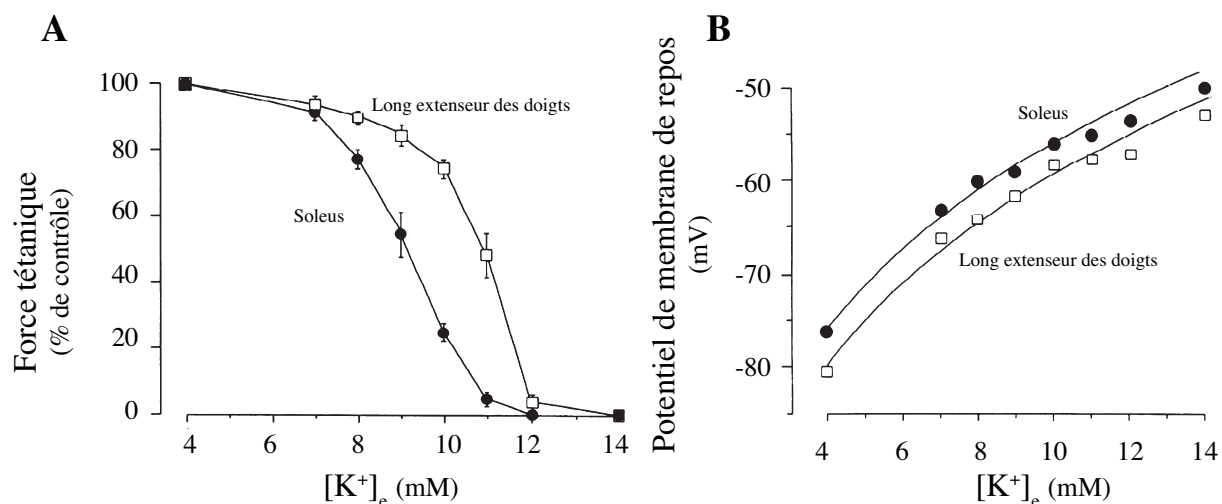 A
Force tétanique
(% de contrôle)
100
80
60
40
20
0
Long extenseur des doigts
Soleus
4
6
8
10
12
14
[K⁺]ₑ (mM)
B
Potentiel de membrane de repos
(mV)
-50
-60
-70
-80
Soleus
Long extenseur des doigts
4
6
8
10
12
14
[K⁺]ₑ (mM)